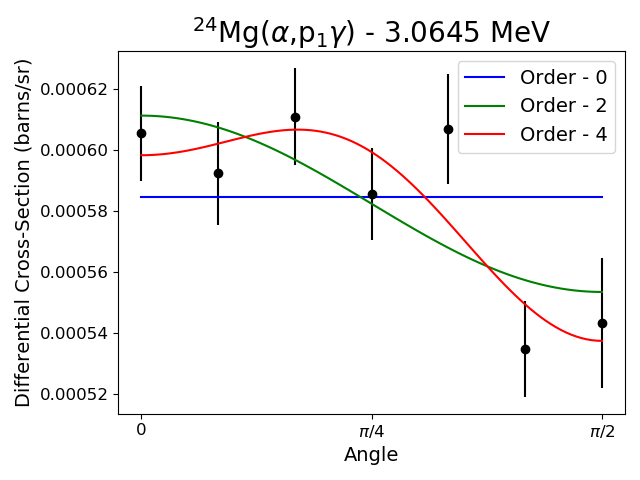 ²⁴Mg(α,p₁γ) - 3.0645 MeV
Differential Cross-Section (barns/sr)
0.00062
0.00060
0.00058
0.00056
0.00054
0.00052
Order - 0
Order - 2
Order - 4
0
π/4
π/2
Angle